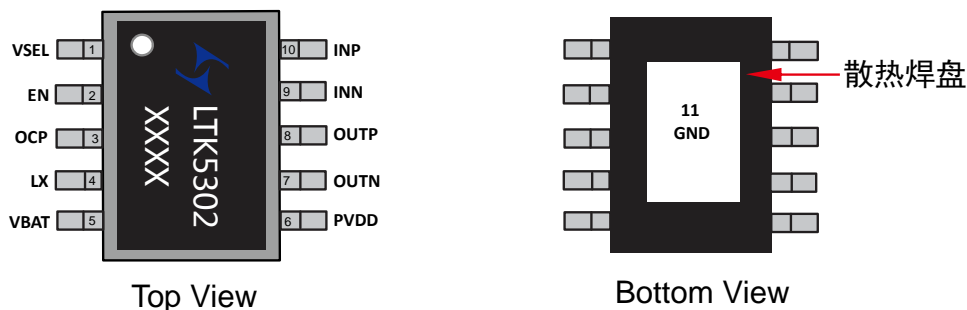 VSEL 1 10 INP
EN 2 9 INN
OCP 3 8 OUTP
LX 4 7 OUTN
VBAT 5 6 PVDD
LTK5302
XXXX
Top View
散热焊盘
11
GND
Bottom View